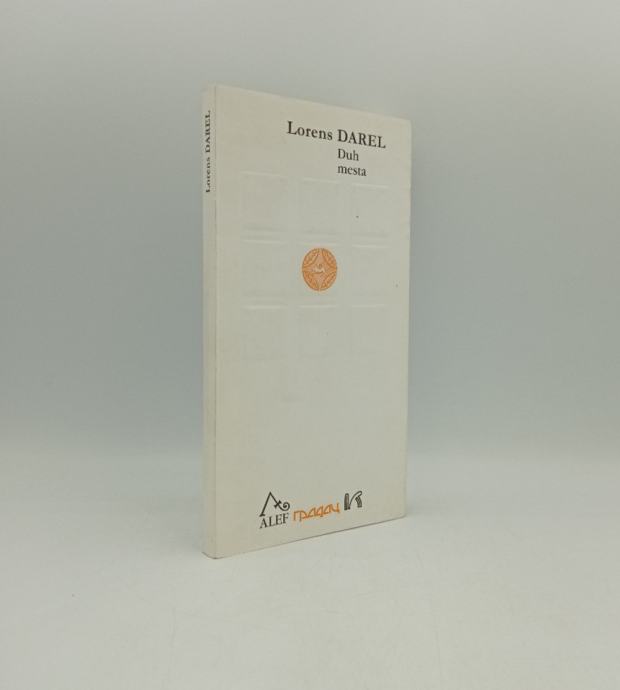 Lorens DAREL
Duh
mesta
Lorens DAREL
ALEF градац K